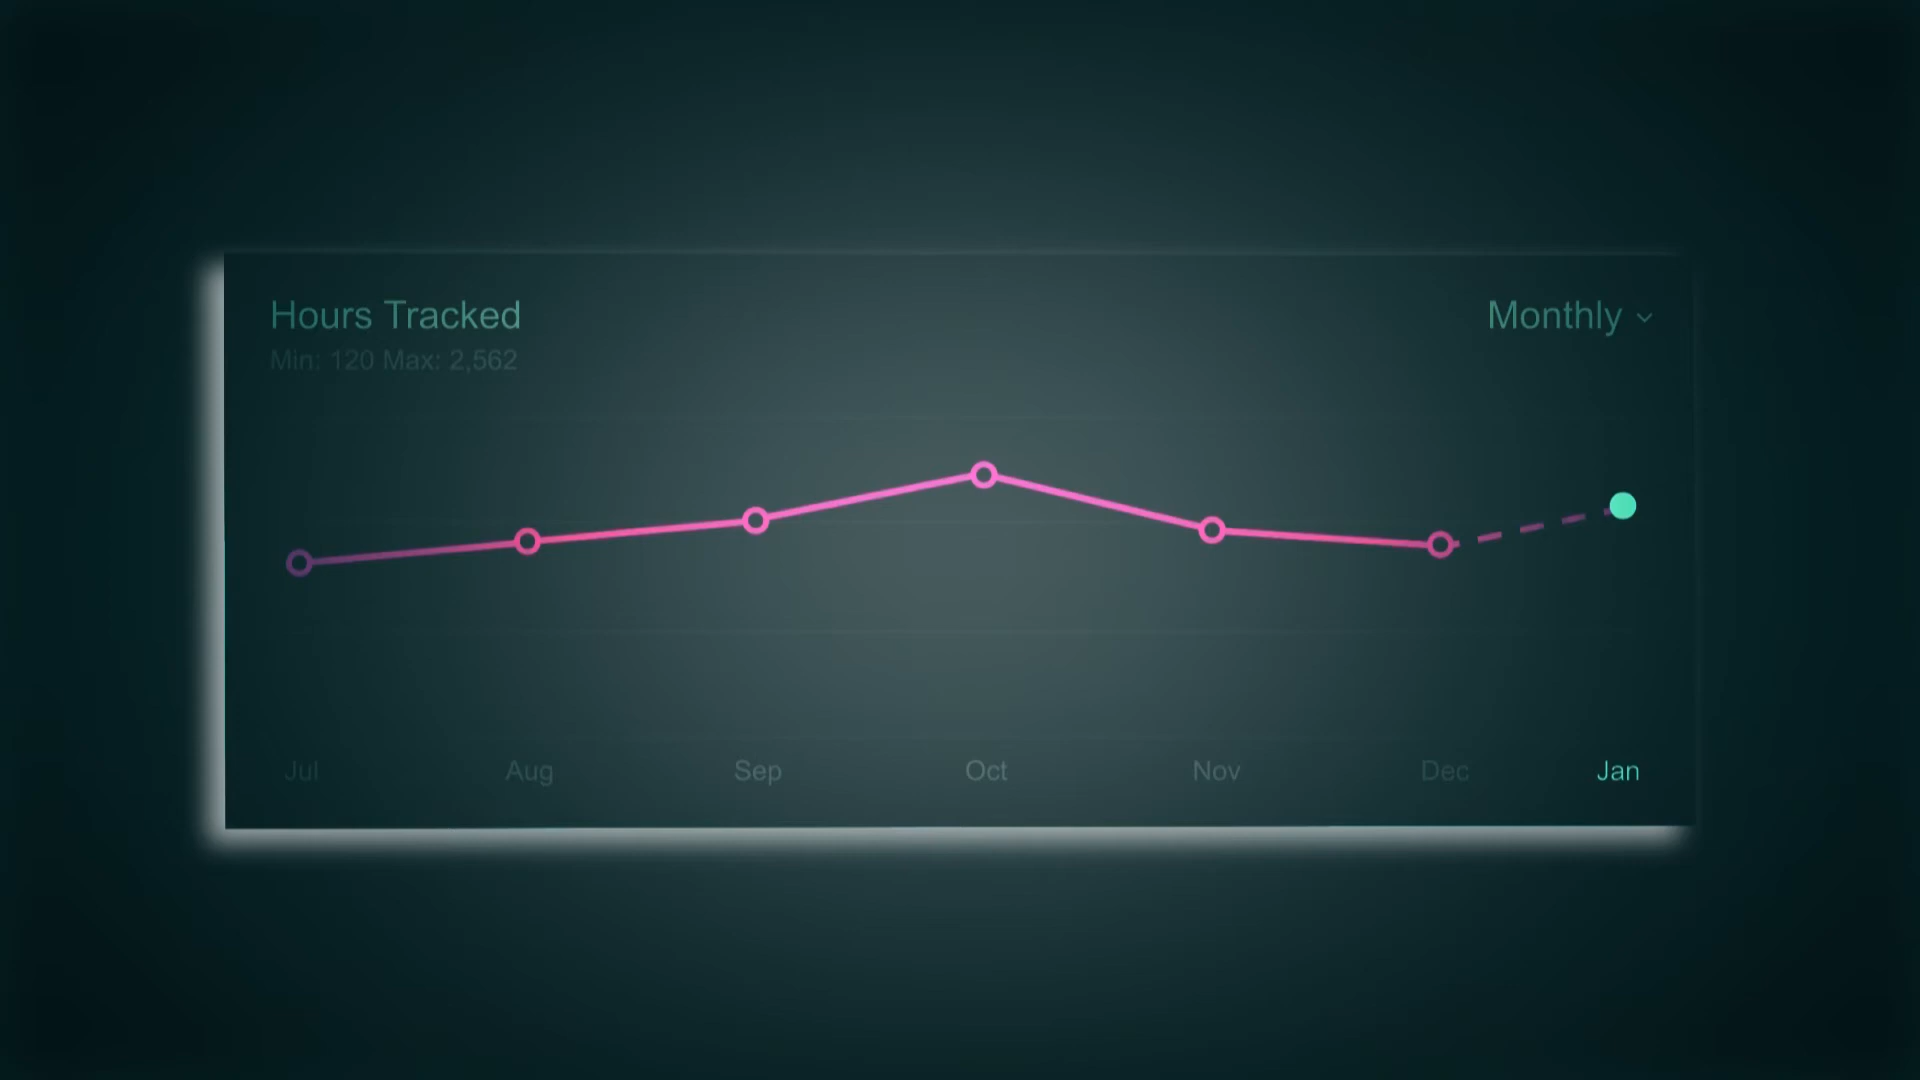 Hours Tracked
Monthly
Min: 120 Max: 2,562
Jul Aug Sep Oct Nov Dec Jan